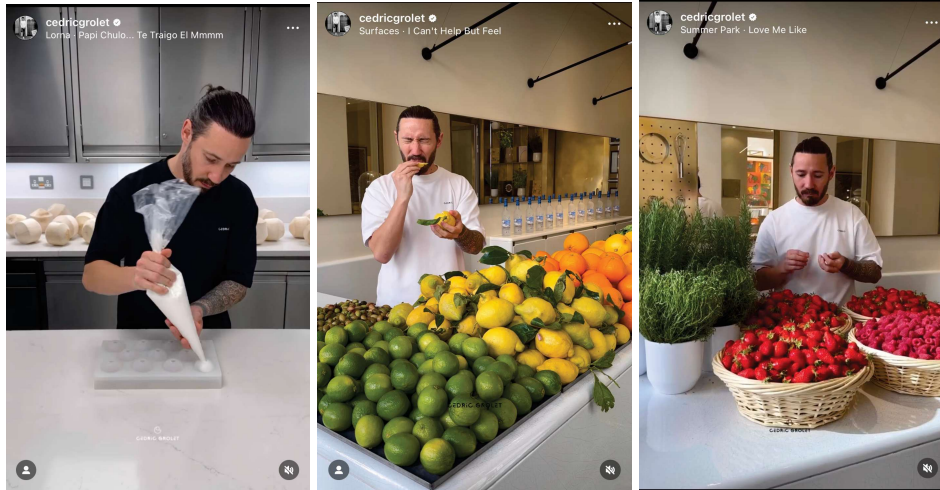 cedricgrolet
Lorna · Papi Chulo... Te Traigo El Mmmm
CEDRIC GROLET
cedricgrolet
Surfaces · I Can't Help But Feel
CEDRIC GROLET
cedricgrolet
Summer Park · Love Me Like
CEDRIC GROLET